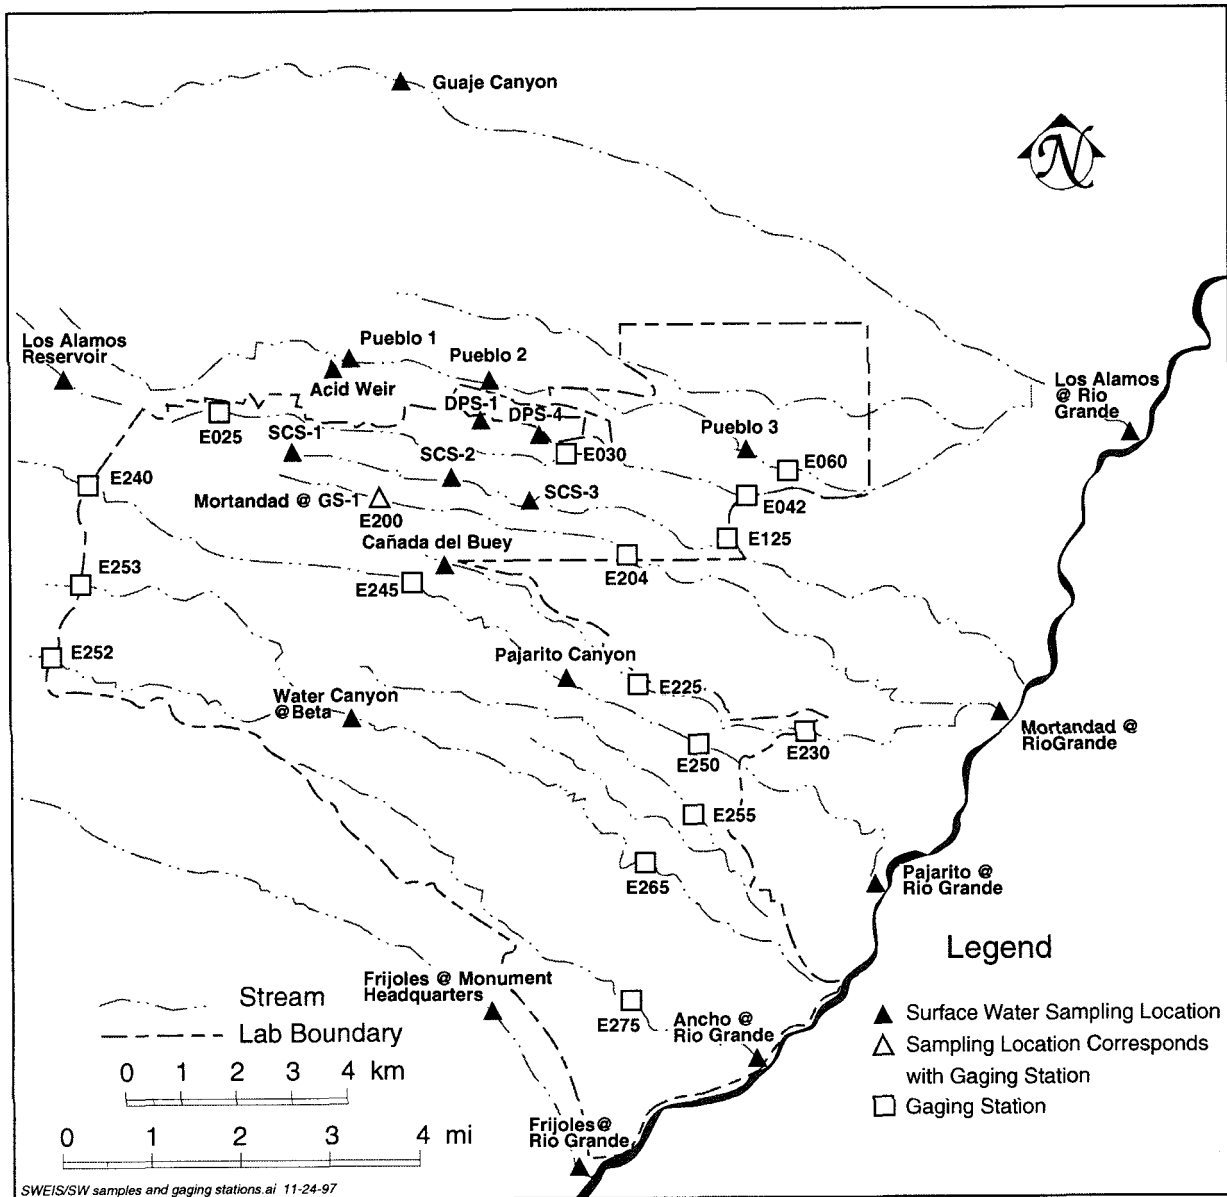 Guaje Canyon
N
Los Alamos
Reservoir
Pueblo 1
Pueblo 2
Acid Weir
Los Alamos
@ Rio
Grande
DPS-1
DPS-4
E025
SCS-1
Pueblo 3
E030
SCS-2
E060
E240
SCS-3
Mortandad @ GS-1
E042
E200
Cañada del Buey
E125
E253
E245
E204
E252
Pajarito Canyon
E225
Water Canyon
@Beta
Mortandad @
RioGrande
E230
E250
E255
E265
Pajarito @
Rio Grande
Legend
Frijoles @ Monument
Headquarters
Stream
Lab Boundary
E275
Ancho @
Rio Grande
Surface Water Sampling Location
Sampling Location Corresponds
with Gaging Station
Gaging Station
0 1 2 3 4 km
0 1 2 3 4 mi
Frijoles@
Rio Grande
SWEIS/SW samples and gaging stations.ai 11-24-97